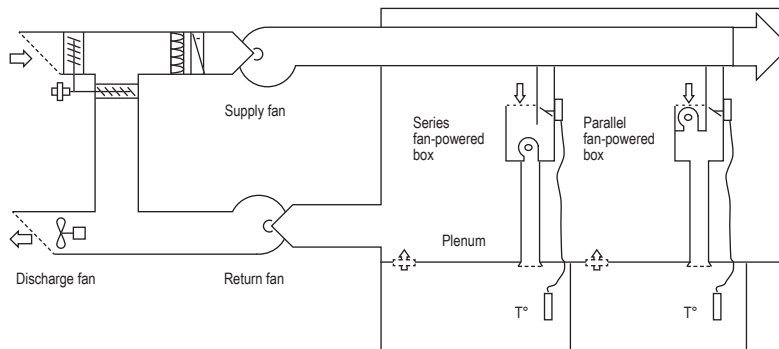 Supply fan
Series
fan-powered
box
Parallel
fan-powered
box
Plenum
Discharge fan
Return fan
T°
T°